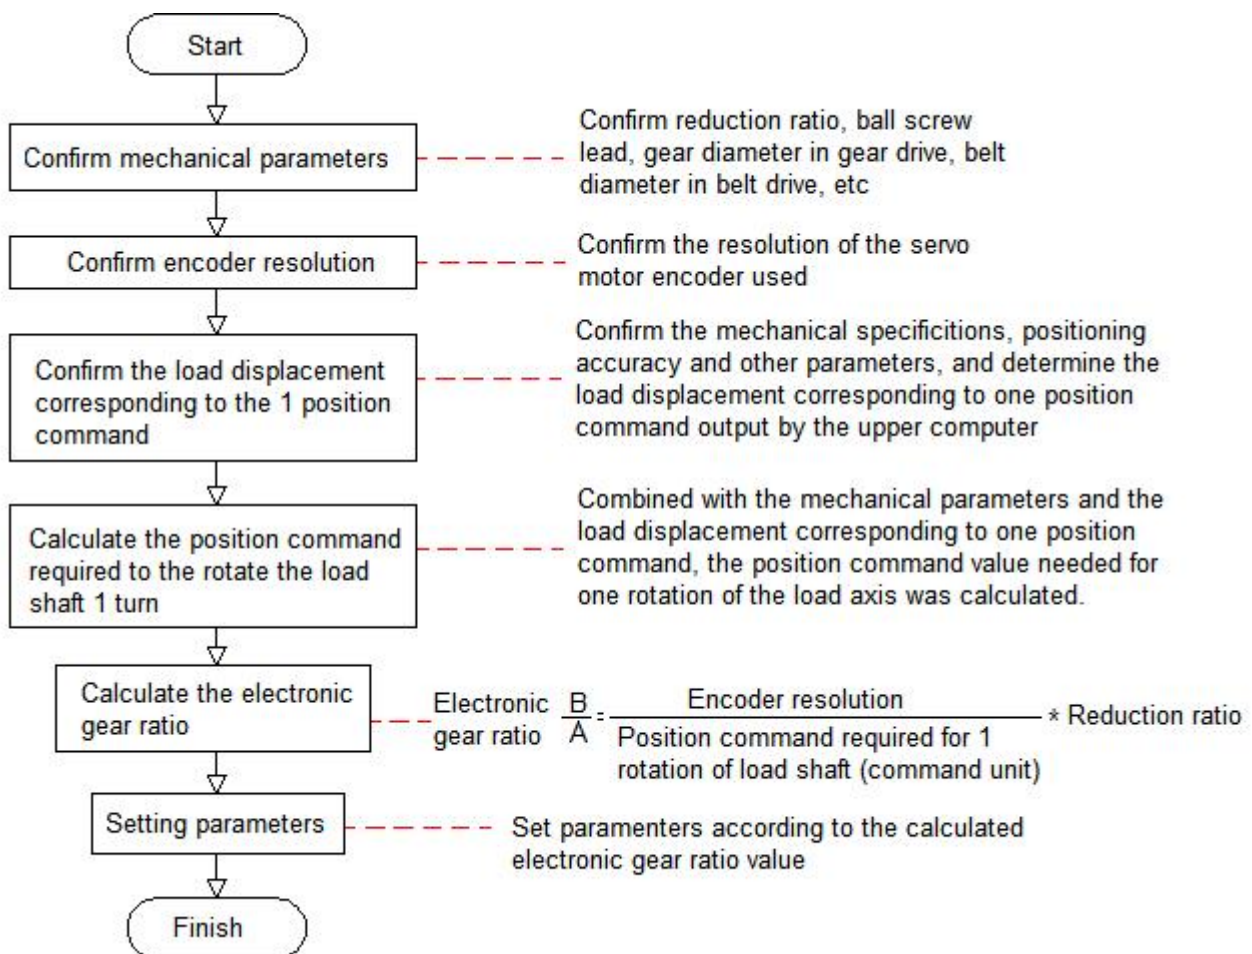 Start
Confirm mechanical parameters
Confirm reduction ratio, ball screw
lead, gear diameter in gear drive, belt
diameter in belt drive, etc
Confirm encoder resolution
Confirm the resolution of the servo
motor encoder used
Confirm the load displacement
corresponding to the 1 position
command
Confirm the mechanical specificitions, positioning
accuracy and other parameters, and determine the
load displacement corresponding to one position
command output by the upper computer
Calculate the position command
required to the rotate the load
shaft 1 turn
Combined with the mechanical parameters and the
load displacement corresponding to one position
command, the position command value needed for
one rotation of the load axis was calculated.
Calculate the electronic
gear ratio
Electronic
gear ratio
B
A
=
Encoder resolution
Position command required for 1
rotation of load shaft (command unit)
* Reduction ratio
Setting parameters
Set paramenters according to the calculated
electronic gear ratio value
Finish